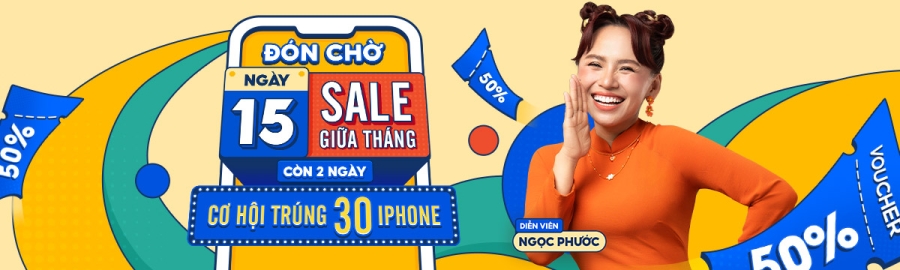 ĐÓN CHỜ
NGÀY
15
SALE
GIỮA THÁNG
CÒN 2 NGÀY
CƠ HỘI TRÚNG 30 IPHONE
50%
50%
DIỄN VIÊN
NGỌC PHƯỚC
VOUCHER
50%